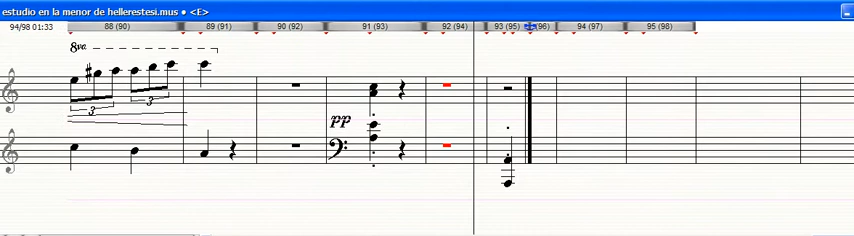 estudio en la menor de hellerestesi.mus • <E>
94/98 01:33 88 (90) 89 (91) 90 (92) 91 (93) 92 (94) 93 (95) (96) 94 (97) 95 (98)
8va
3 3
pp